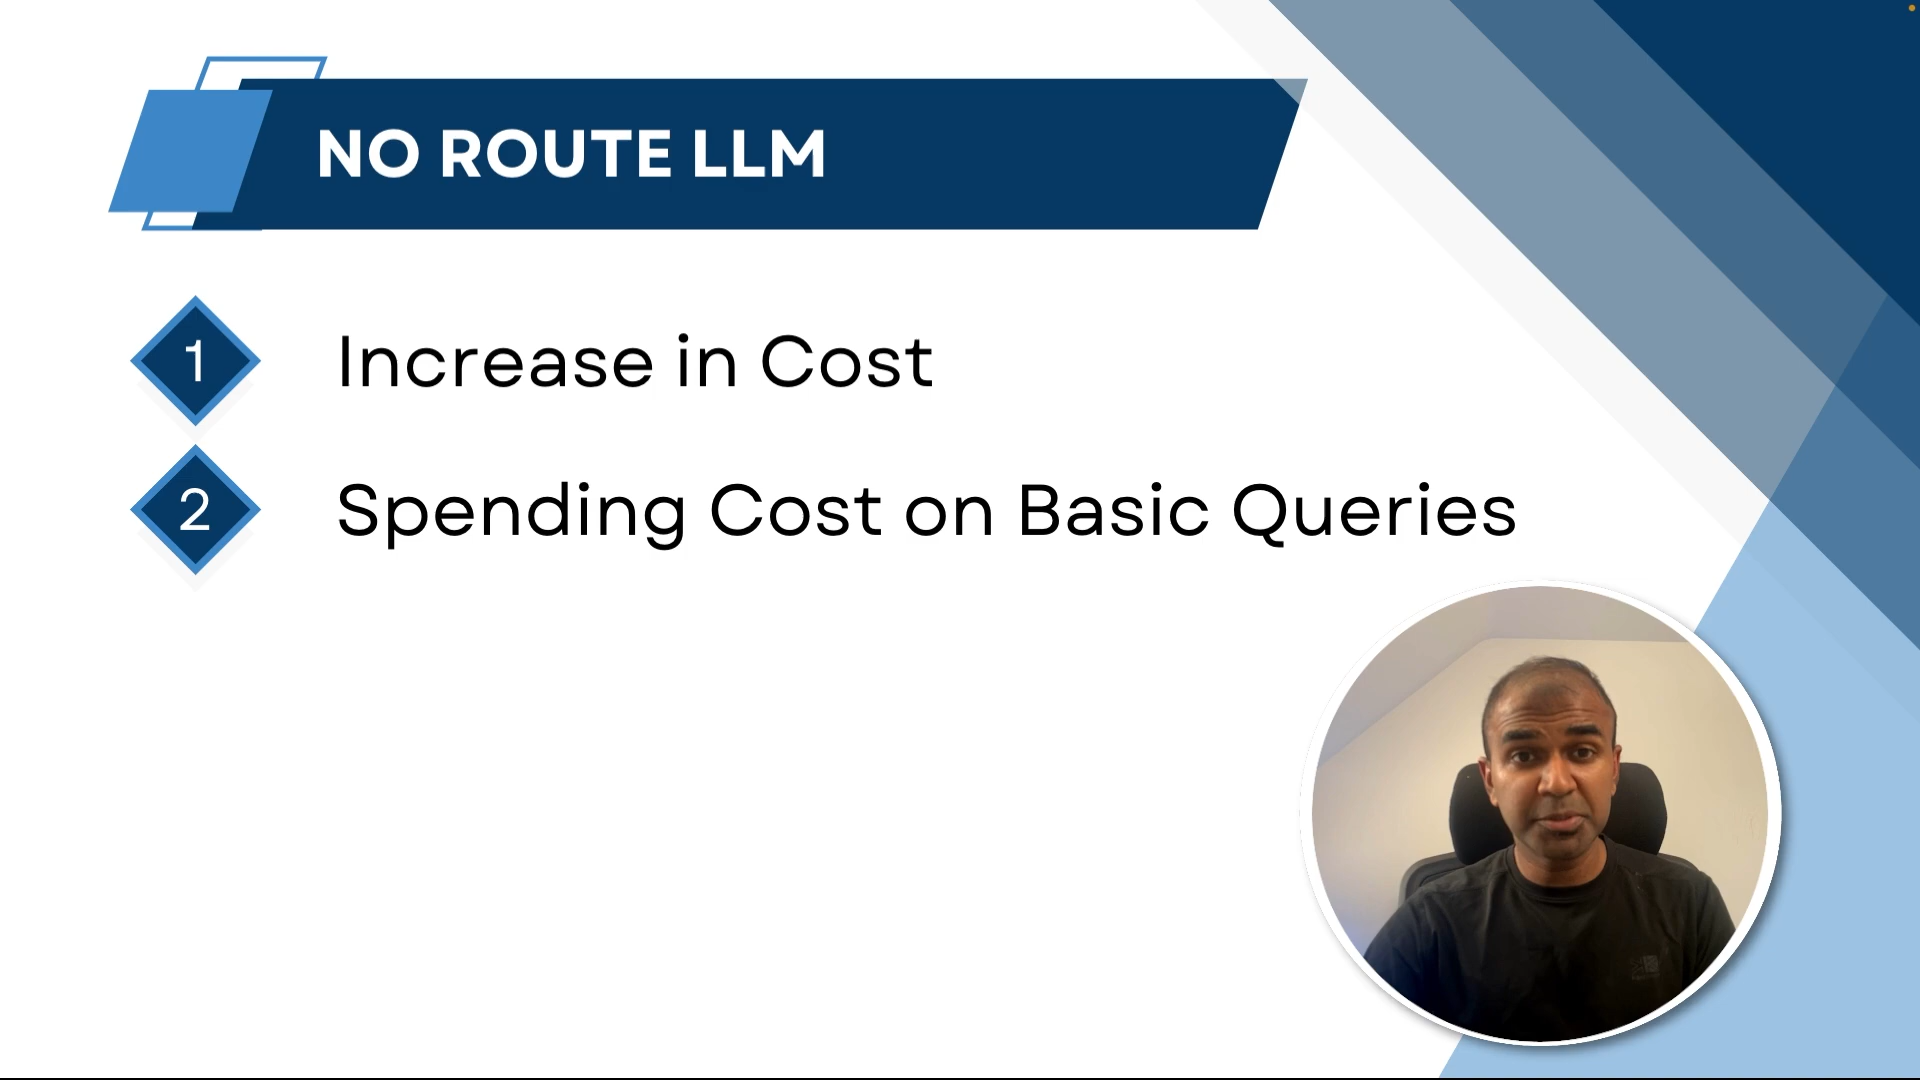 NO ROUTE LLM
1 Increase in Cost
2 Spending Cost on Basic Queries